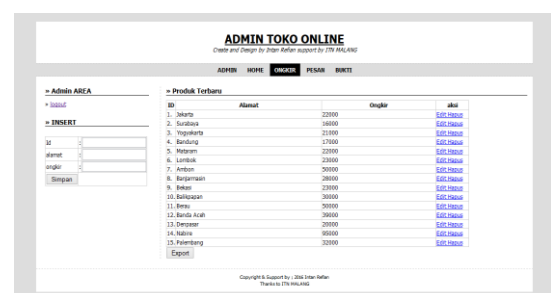 ADMIN TOKO ONLINE
Create and Design by Intan Refian support by ITN MALANG
ADMIN HOME ONGKIR PESAN BUKTI
» Admin AREA
» logout
» INSERT
Id :
alamat :
ongkir :
Simpan
» Produk Terbaru
ID Alamat Ongkir aksi
1. Jakarta 22000 Edit Hapus
2. Surabaya 16000 Edit Hapus
3. Yogyakarta 21000 Edit Hapus
4. Bandung 17000 Edit Hapus
5. Mataram 22000 Edit Hapus
6. Lombok 23000 Edit Hapus
7. Ambon 50000 Edit Hapus
8. Banjarmasin 28000 Edit Hapus
9. Bekasi 23000 Edit Hapus
10. Balikpapan 30000 Edit Hapus
11. Berau 50000 Edit Hapus
12. Banda Aceh 39000 Edit Hapus
13. Denpasar 20000 Edit Hapus
14. Nabire 95000 Edit Hapus
15. Palembang 32000 Edit Hapus
Export
Copyright & Support by : 2016 Intan Refian
Thanks to ITN MALANG